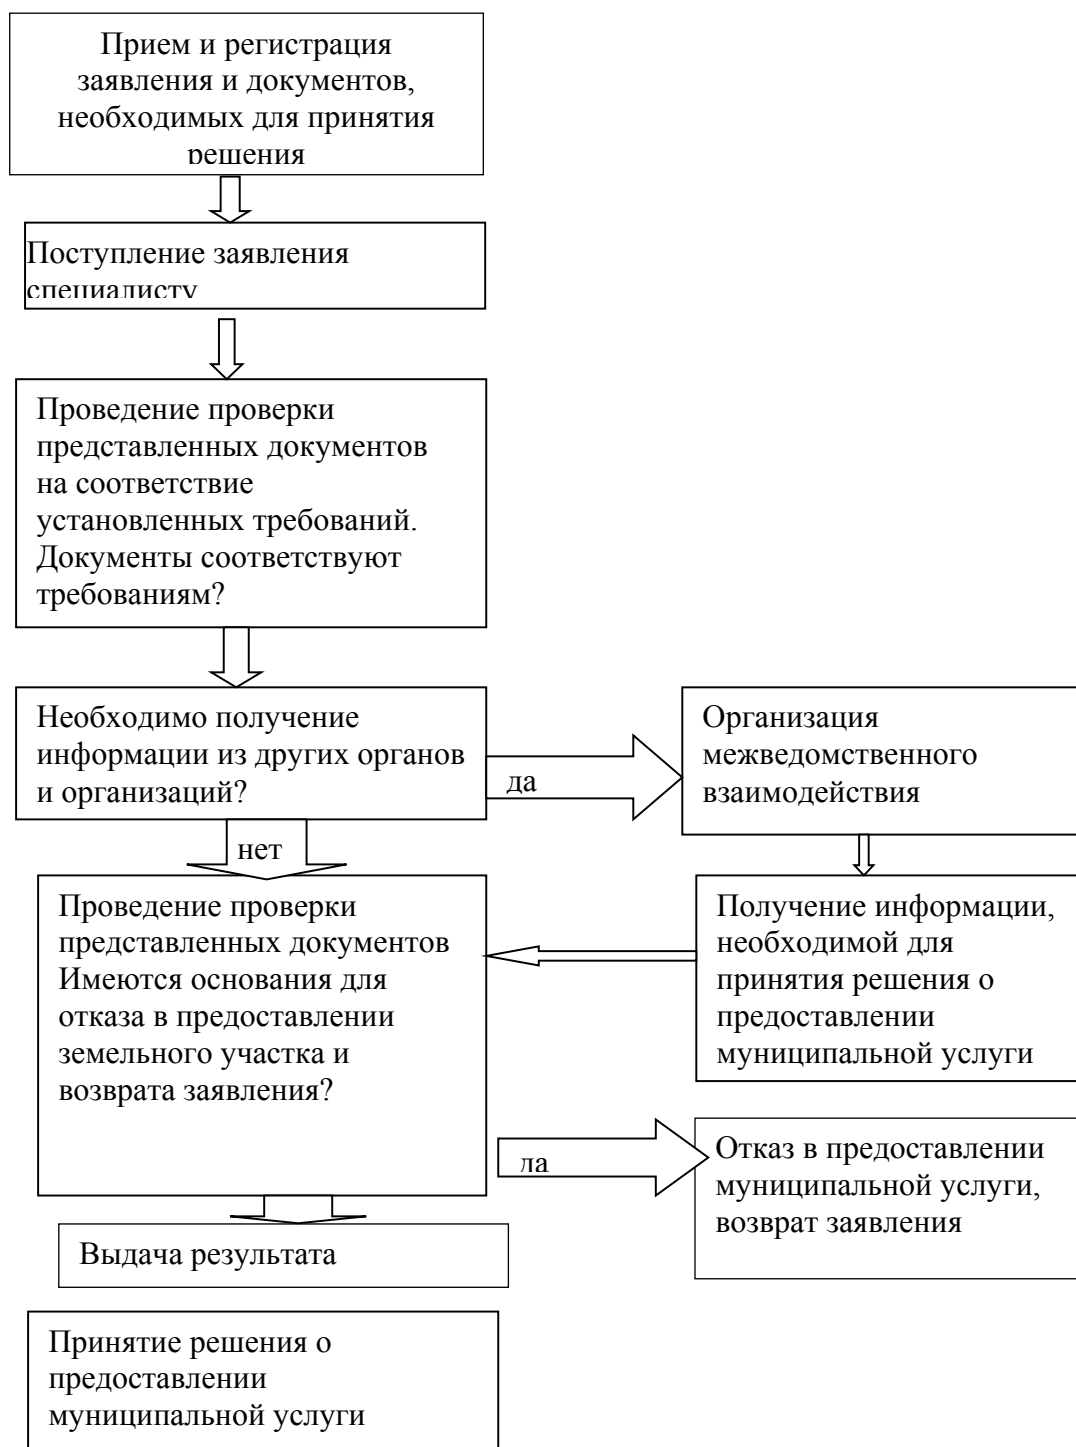 Прием и регистрация
заявления и документов,
необходимых для принятия
решения
Поступление заявления
специалисту
Проведение проверки
представленных документов
на соответствие
установленных требований.
Документы соответствуют
требованиям?
Необходимо получение
информации из других органов
и организаций?
да
Организация
межведомственного
взаимодействия
нет
Проведение проверки
представленных документов
Имеются основания для
отказа в предоставлении
земельного участка и
возврата заявления?
Получение информации,
необходимой для
принятия решения о
предоставлении
муниципальной услуги
да
Отказ в предоставлении
муниципальной услуги,
возврат заявления
Выдача результата
Принятие решения о
предоставлении
муниципальной услуги